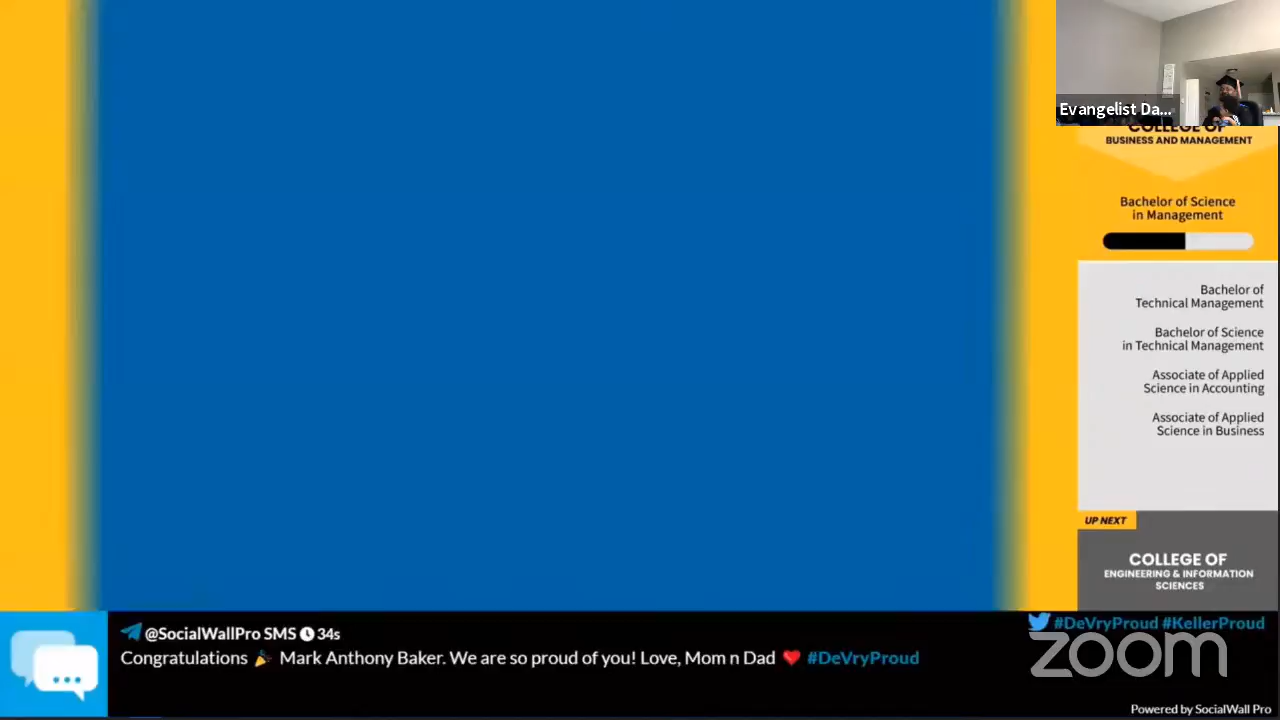 Evangelist Da...
COLLEGE OF
BUSINESS AND MANAGEMENT
Bachelor of Science
in Management
Bachelor of
Technical Management
Bachelor of Science
in Technical Management
Associate of Applied
Science in Accounting
Associate of Applied
Science in Business
UP NEXT
COLLEGE OF
ENGINEERING & INFORMATION
SCIENCES
@SocialWallPro SMS 34s
Congratulations 🎉 Mark Anthony Baker. We are so proud of you! Love, Mom n Dad ❤️ #DeVryProud
#DeVryProud #KellerProud
zoom
Powered by SocialWall Pro